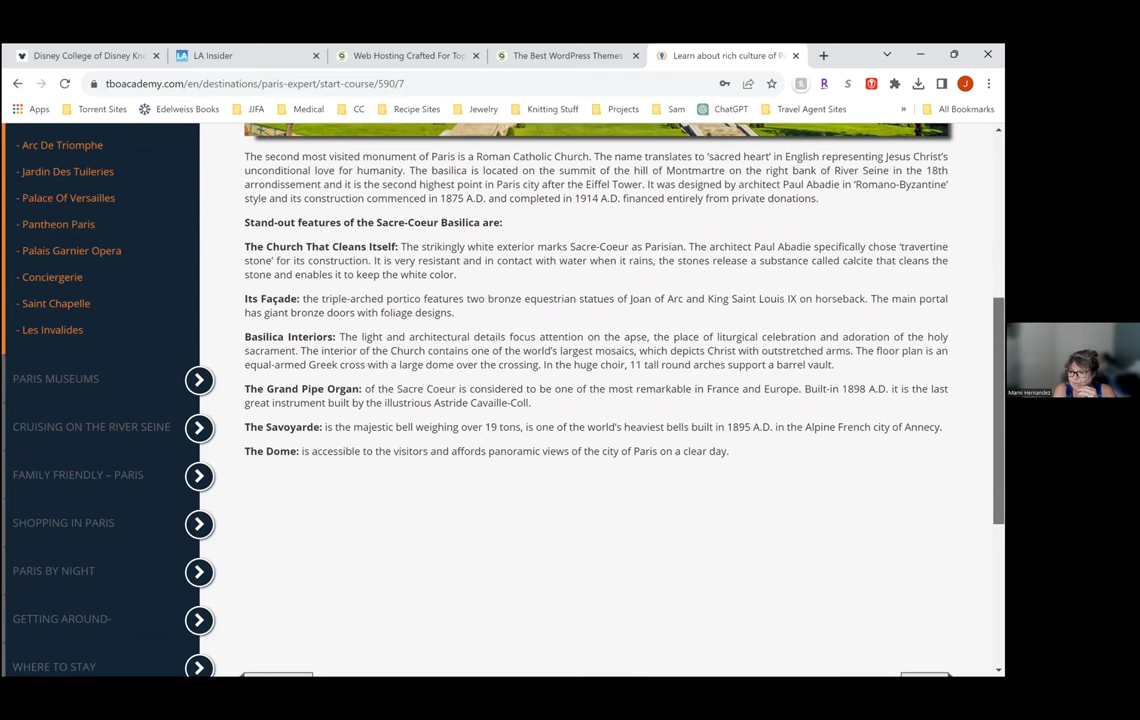 Disney College of Disney Kn
LA Insider
Web Hosting Crafted For Top
The Best WordPress Themes
Learn about rich culture of P
tboacademy.com/en/destinations/paris-expert/start-course/590/7
Apps
Torrent Sites
Edelweiss Books
JJFA
Medical
CC
Recipe Sites
Jewelry
Knitting Stuff
Projects
Sam
ChatGPT
Travel Agent Sites
»
All Bookmarks
- Arc De Triomphe
- Jardin Des Tuileries
- Palace Of Versailles
- Pantheon Paris
- Palais Garnier Opera
- Conciergerie
- Saint Chapelle
- Les Invalides
PARIS MUSEUMS
CRUISING ON THE RIVER SEINE
FAMILY FRIENDLY – PARIS
SHOPPING IN PARIS
PARIS BY NIGHT
GETTING AROUND-
WHERE TO STAY
The second most visited monument of Paris is a Roman Catholic Church. The name translates to ‘sacred heart’ in English representing Jesus Christ’s
unconditional love for humanity. The basilica is located on the summit of the hill of Montmartre on the right bank of River Seine in the 18th
arrondissement and it is the second highest point in Paris city after the Eiffel Tower. It was designed by architect Paul Abadie in ‘Romano-Byzantine’
style and its construction commenced in 1875 A.D. and completed in 1914 A.D. financed entirely from private donations.
Stand-out features of the Sacre-Coeur Basilica are:
The Church That Cleans Itself: The strikingly white exterior marks Sacre-Coeur as Parisian. The architect Paul Abadie specifically chose ‘travertine
stone’ for its construction. It is very resistant and in contact with water when it rains, the stones release a substance called calcite that cleans the
stone and enables it to keep the white color.
Its Façade: the triple-arched portico features two bronze equestrian statues of Joan of Arc and King Saint Louis IX on horseback. The main portal
has giant bronze doors with foliage designs.
Basilica Interiors: The light and architectural details focus attention on the apse, the place of liturgical celebration and adoration of the holy
sacrament. The interior of the Church contains one of the world’s largest mosaics, which depicts Christ with outstretched arms. The floor plan is an
equal-armed Greek cross with a large dome over the crossing. In the huge choir, 11 tall round arches support a barrel vault.
The Grand Pipe Organ: of the Sacre Coeur is considered to be one of the most remarkable in France and Europe. Built-in 1898 A.D. it is the last
great instrument built by the illustrious Astride Cavaille-Coll.
The Savoyarde: is the majestic bell weighing over 19 tons, is one of the world’s heaviest bells built in 1895 A.D. in the Alpine French city of Annecy.
The Dome: is accessible to the visitors and affords panoramic views of the city of Paris on a clear day.
Marni Hernandez